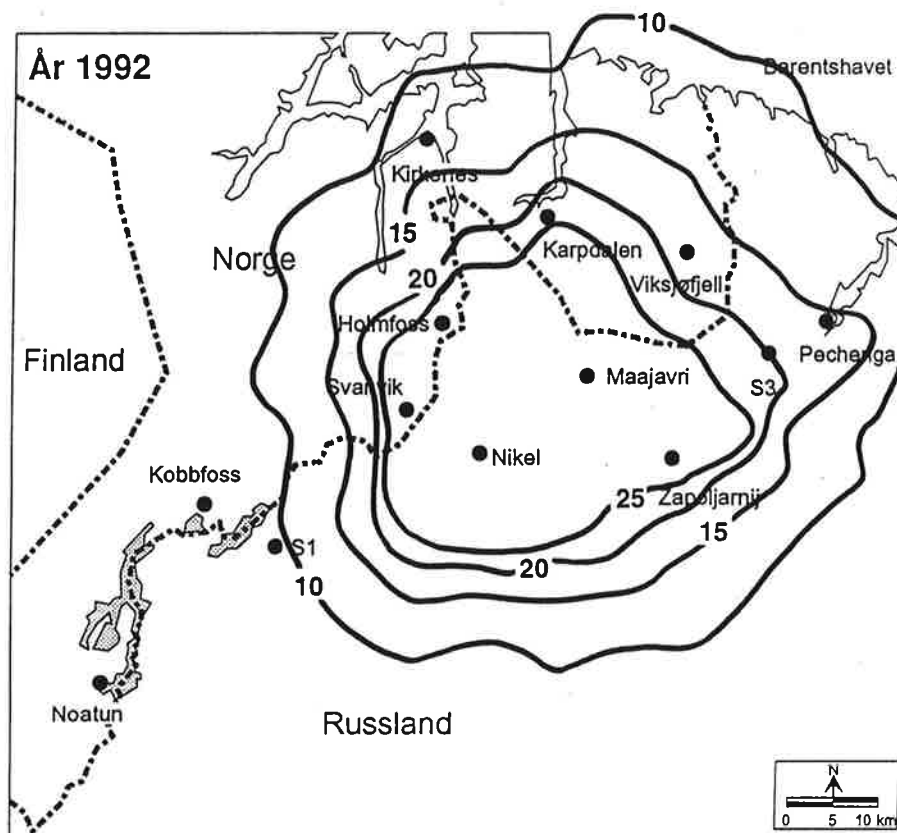 10
År 1992
Barentshavet
Kirkenes
15
Norge
Karpdalen
20
Viksjøfjell
Holmfoss
Pechenga
Finland
Maajavri
S3
Svanvik
Nikel
Kobbfoss
25
Zapoljarnij
15
S1
20
10
Noatun
Russland
N
0 5 10 km